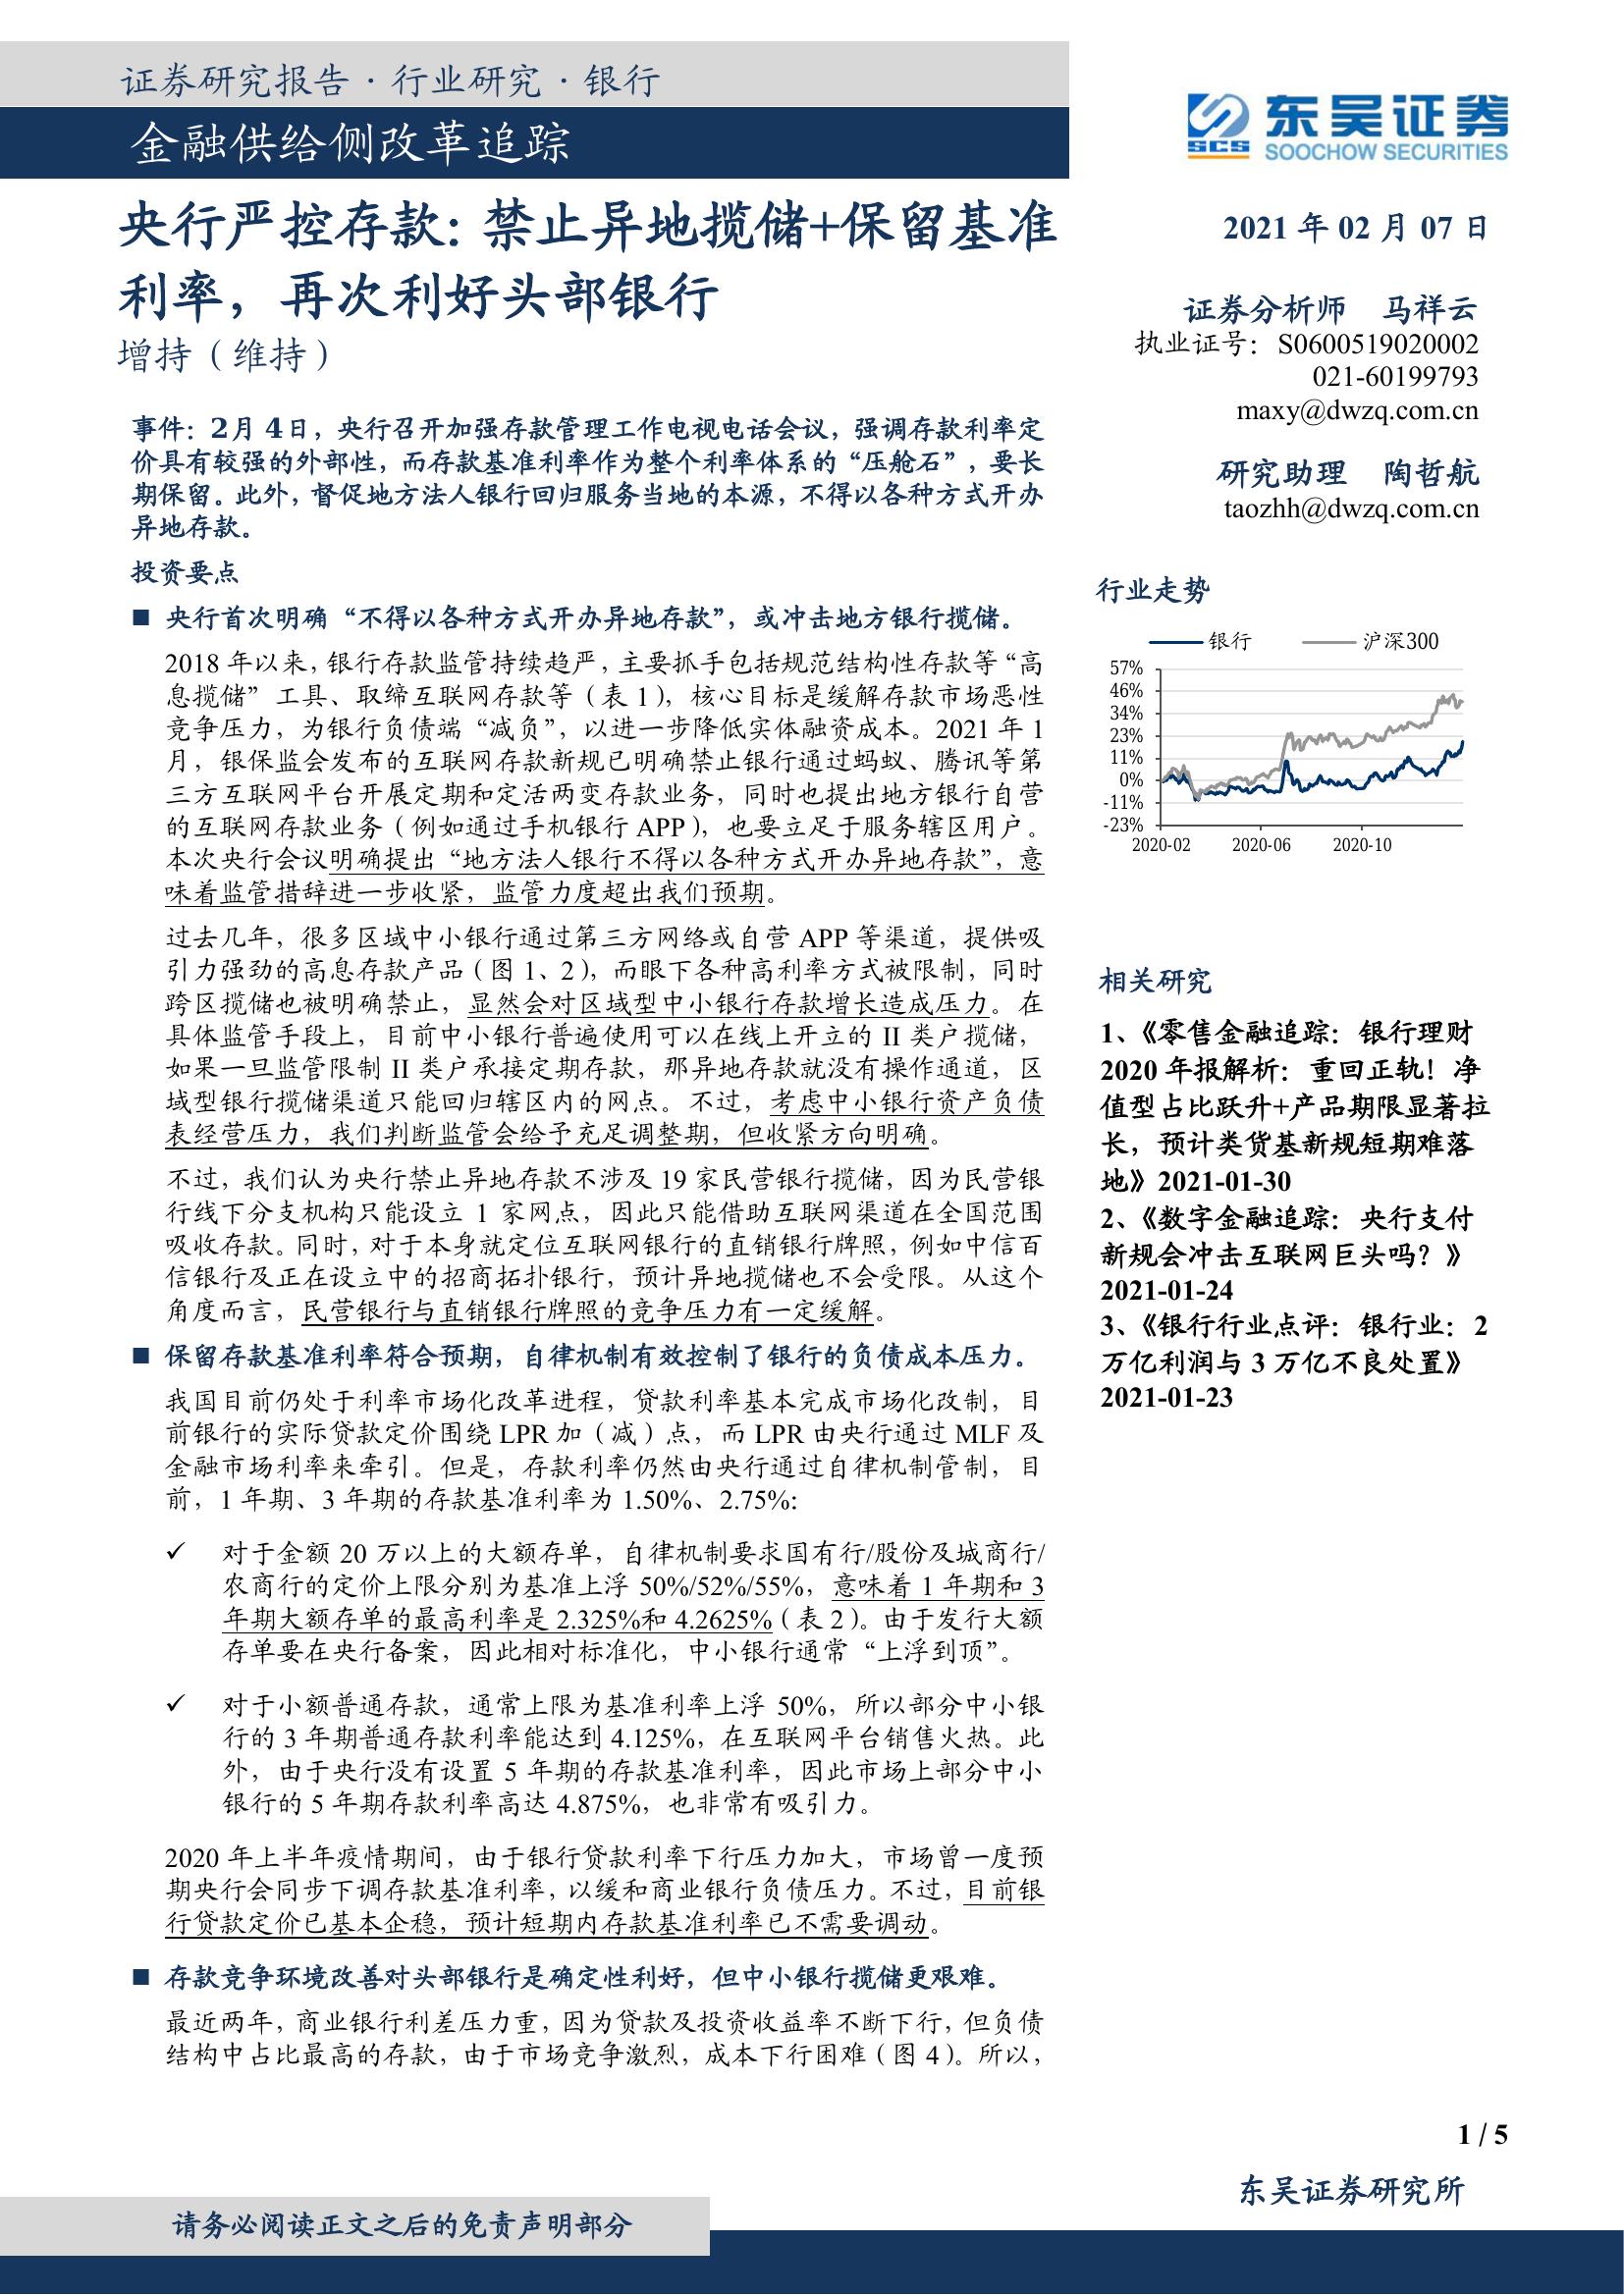 证券研究报告·行业研究·银行
金融供给侧改革追踪
东吴证券
SCS
SOOCHOW SECURITIES
央行严控存款：禁止异地揽储+保留基准
利率，再次利好头部银行
增持（维持）
2021 年 02 月 07 日
证券分析师 马祥云
执业证号：S0600519020002
021-60199793
maxy@dwzq.com.cn
研究助理 陶哲航
taozhh@dwzq.com.cn
事件：2月 4日，央行召开加强存款管理工作电视电话会议，强调存款利率定
价具有较强的外部性，而存款基准利率作为整个利率体系的“压舱石”，要长
期保留。此外，督促地方法人银行回归服务当地的本源，不得以各种方式开办
异地存款。
投资要点
■ 央行首次明确“不得以各种方式开办异地存款”，或冲击地方银行揽储。
2018 年以来，银行存款监管持续趋严，主要抓手包括规范结构性存款等“高
息揽储”工具、取缔互联网存款等（表 1），核心目标是缓解存款市场恶性
竞争压力，为银行负债端“减负”，以进一步降低实体融资成本。2021 年 1
月，银保监会发布的互联网存款新规已明确禁止银行通过蚂蚁、腾讯等第
三方互联网平台开展定期和定活两变存款业务，同时也提出地方银行自营
的互联网存款业务（例如通过手机银行 APP），也要立足于服务辖区用户。
本次央行会议明确提出“地方法人银行不得以各种方式开办异地存款”，意
味着监管措辞进一步收紧，监管力度超出我们预期。
过去几年，很多区域中小银行通过第三方网络或自营 APP 等渠道，提供吸
引力强劲的高息存款产品（图 1、2），而眼下各种高利率方式被限制，同时
跨区揽储也被明确禁止，显然会对区域型中小银行存款增长造成压力。在
具体监管手段上，目前中小银行普遍使用可以在线上开立的 II 类户揽储，
如果一旦监管限制 II 类户承接定期存款，那异地存款就没有操作通道，区
域型银行揽储渠道只能回归辖区内的网点。不过，考虑中小银行资产负债
表经营压力，我们判断监管会给予充足调整期，但收紧方向明确。
不过，我们认为央行禁止异地存款不涉及 19 家民营银行揽储，因为民营银
行线下分支机构只能设立 1 家网点，因此只能借助互联网渠道在全国范围
吸收存款。同时，对于本身就定位互联网银行的直销银行牌照，例如中信百
信银行及正在设立中的招商拓扑银行，预计异地揽储也不会受限。从这个
角度而言，民营银行与直销银行牌照的竞争压力有一定缓解。
■ 保留存款基准利率符合预期，自律机制有效控制了银行的负债成本压力。
我国目前仍处于利率市场化改革进程，贷款利率基本完成市场化改制，目
前银行的实际贷款定价围绕 LPR 加（减）点，而 LPR 由央行通过 MLF 及
金融市场利率来牵引。但是，存款利率仍然由央行通过自律机制管制，目
前，1 年期、3 年期的存款基准利率为 1.50%、2.75%：
✓ 对于金额 20 万以上的大额存单，自律机制要求国有行/股份及城商行/
农商行的定价上限分别为基准上浮 50%/52%/55%，意味着 1 年期和 3
年期大额存单的最高利率是 2.325%和 4.2625%（表 2）。由于发行大额
存单要在央行备案，因此相对标准化，中小银行通常“上浮到顶”。
✓ 对于小额普通存款，通常上限为基准利率上浮 50%，所以部分中小银
行的 3 年期普通存款利率能达到 4.125%，在互联网平台销售火热。此
外，由于央行没有设置 5 年期的存款基准利率，因此市场上部分中小
银行的 5 年期存款利率高达 4.875%，也非常有吸引力。
2020 年上半年疫情期间，由于银行贷款利率下行压力加大，市场曾一度预
期央行会同步下调存款基准利率，以缓和商业银行负债压力。不过，目前银
行贷款定价已基本企稳，预计短期内存款基准利率已不需要调动。
■ 存款竞争环境改善对头部银行是确定性利好，但中小银行揽储更艰难。
最近两年，商业银行利差压力重，因为贷款及投资收益率不断下行，但负债
结构中占比最高的存款，由于市场竞争激烈，成本下行困难（图 4）。所以，
行业走势
银行 沪深300
57%
46%
34%
23%
11%
0%
-11%
-23%
2020-02 2020-06 2020-10
相关研究
1、《零售金融追踪：银行理财
2020 年报解析：重回正轨！净
值型占比跃升+产品期限显著拉
长，预计类货基新规短期难落
地》2021-01-30
2、《数字金融追踪：央行支付
新规会冲击互联网巨头吗？》
2021-01-24
3、《银行行业点评：银行业：2
万亿利润与 3 万亿不良处置》
2021-01-23
1 / 5
东吴证券研究所
请务必阅读正文之后的免责声明部分